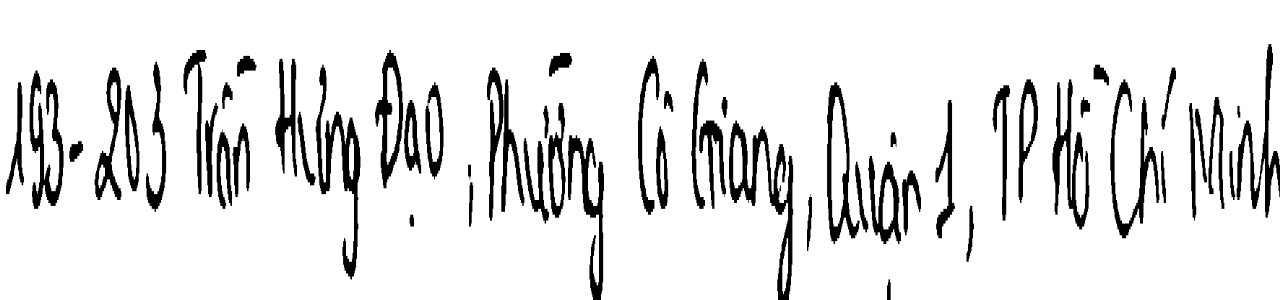 193-203 Trần Hưng Đạo, Phường Cô Giang, Quận 1, TP Hồ Chí Minh